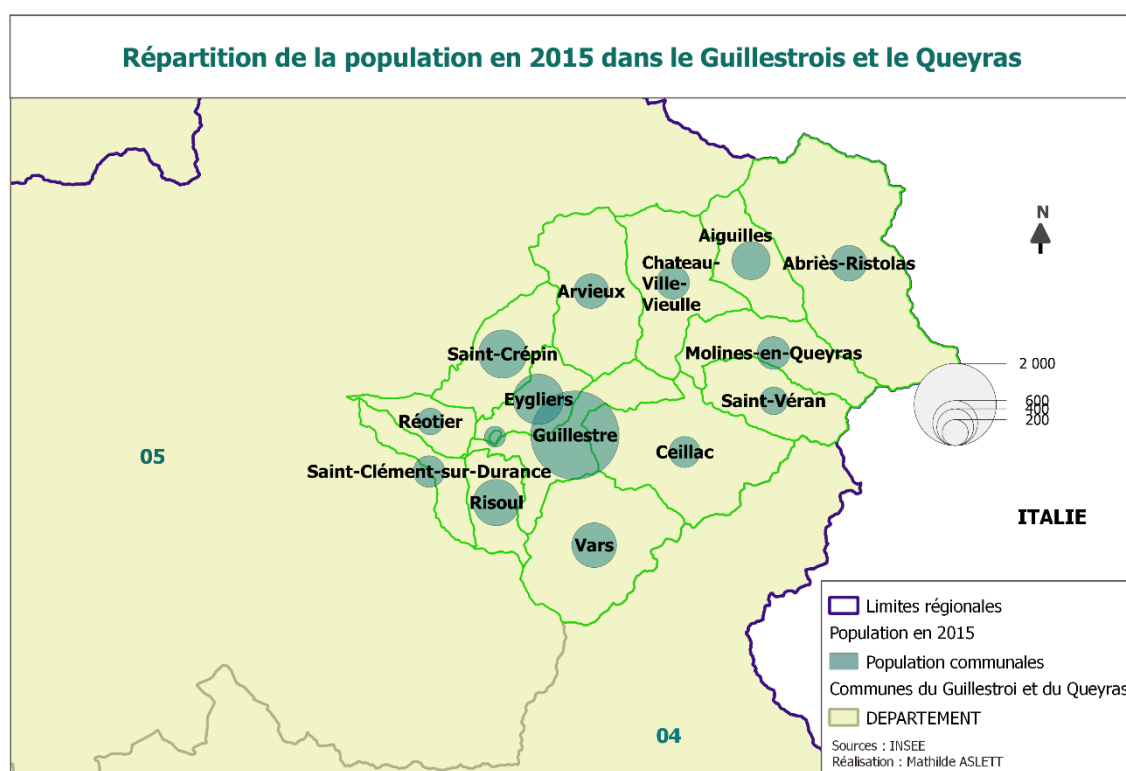 Répartition de la population en 2015 dans le Guillestrois et le Queyras
N
Aiguilles
Chateau-
Ville-
Vieulle
Abriès-Ristolas
Arvieux
Saint-Crépin
Molines-en-Queyras
2 000
600
400
200
Eygliers
Saint-Véran
Réotier
Guillestre
Ceillac
05
Saint-Clément-sur-Durance
Risoul
ITALIE
Vars
04
Limites régionales
Population en 2015
Population communales
Communes du Guillestroi et du Queyras
DEPARTEMENT
Sources : INSEE
Réalisation : Mathilde ASLETT